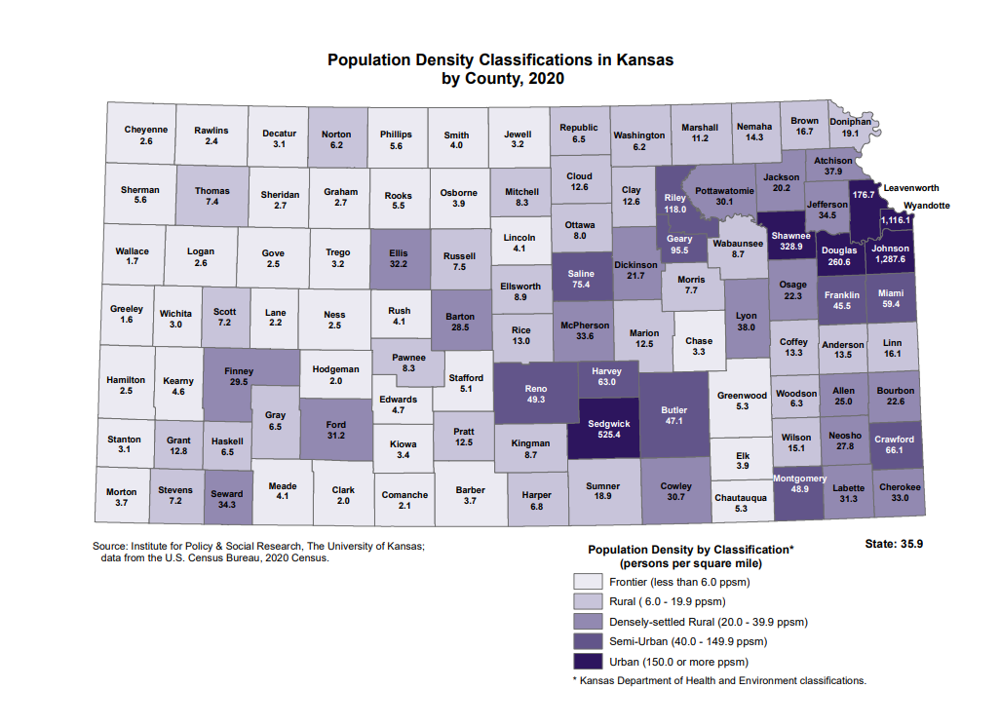 Population Density Classifications in Kansas
by County, 2020
Cheyenne
2.6
Rawlins
2.4
Decatur
3.1
Norton
6.2
Phillips
5.6
Smith
4.0
Jewell
3.2
Republic
6.5
Washington
6.2
Marshall
11.2
Nemaha
14.3
Brown
16.7
Doniphan
19.1
Atchison
37.9
Sherman
5.6
Thomas
7.4
Sheridan
2.7
Graham
2.7
Rooks
5.5
Osborne
3.9
Mitchell
8.3
Cloud
12.6
Clay
12.6
Riley
118.0
Pottawatomie
30.1
Jackson
20.2
Jefferson
34.5
Leavenworth
176.7
Wyandotte
1,116.1
Wallace
1.7
Logan
2.6
Gove
2.5
Trego
3.2
Ellis
32.2
Russell
7.5
Lincoln
4.1
Ottawa
8.0
Saline
75.4
Dickinson
21.7
Geary
95.5
Wabaunsee
8.7
Shawnee
328.9
Douglas
260.6
Johnson
1,287.6
Greeley
1.6
Wichita
3.0
Scott
7.2
Lane
2.2
Ness
2.5
Rush
4.1
Barton
28.5
Ellsworth
8.9
Rice
13.0
McPherson
33.6
Marion
12.5
Morris
7.7
Chase
3.3
Lyon
38.0
Osage
22.3
Franklin
45.5
Miami
59.4
Coffey
13.3
Anderson
13.5
Linn
16.1
Hamilton
2.5
Kearny
4.6
Finney
29.5
Hodgeman
2.0
Pawnee
8.3
Edwards
4.7
Stafford
5.1
Reno
49.3
Harvey
63.0
Sedgwick
525.4
Butler
47.1
Greenwood
5.3
Woodson
6.3
Allen
25.0
Bourbon
22.6
Stanton
3.1
Grant
12.8
Haskell
6.5
Gray
6.5
Ford
31.2
Kiowa
3.4
Pratt
12.5
Kingman
8.7
Elk
3.9
Wilson
15.1
Neosho
27.8
Crawford
66.1
Morton
3.7
Stevens
7.2
Seward
34.3
Meade
4.1
Clark
2.0
Comanche
2.1
Barber
3.7
Harper
6.8
Sumner
18.9
Cowley
30.7
Chautauqua
5.3
Montgomery
48.9
Labette
31.3
Cherokee
33.0
Source: Institute for Policy & Social Research, The University of Kansas;
data from the U.S. Census Bureau, 2020 Census.
State: 35.9
Population Density by Classification*
(persons per square mile)
Frontier (less than 6.0 ppsm)
Rural ( 6.0 - 19.9 ppsm)
Densely-settled Rural (20.0 - 39.9 ppsm)
Semi-Urban (40.0 - 149.9 ppsm)
Urban (150.0 or more ppsm)
* Kansas Department of Health and Environment classifications.